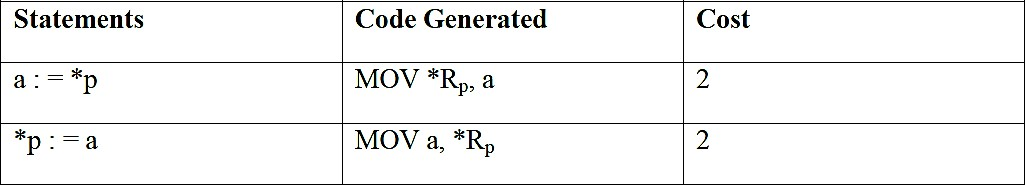 Statements Code Generated Cost
a : = *p MOV *Rp, a 2
*p : = a MOV a, *Rp 2